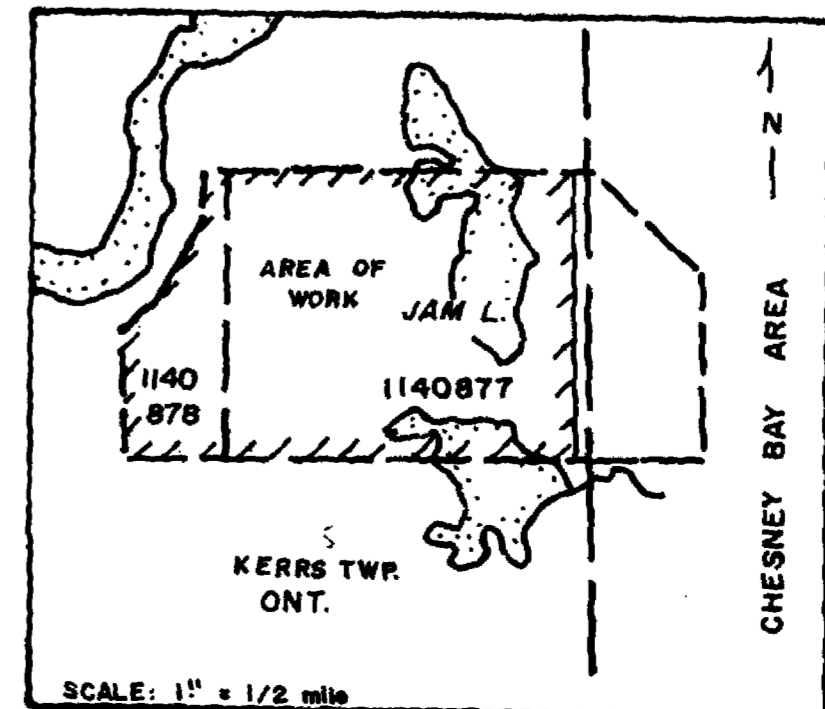 N
AREA OF
WORK
JAM L.
1140
878
1140877
CHESNEY BAY AREA
KERRS TWP.
ONT.
SCALE: 1" = 1/2 mile